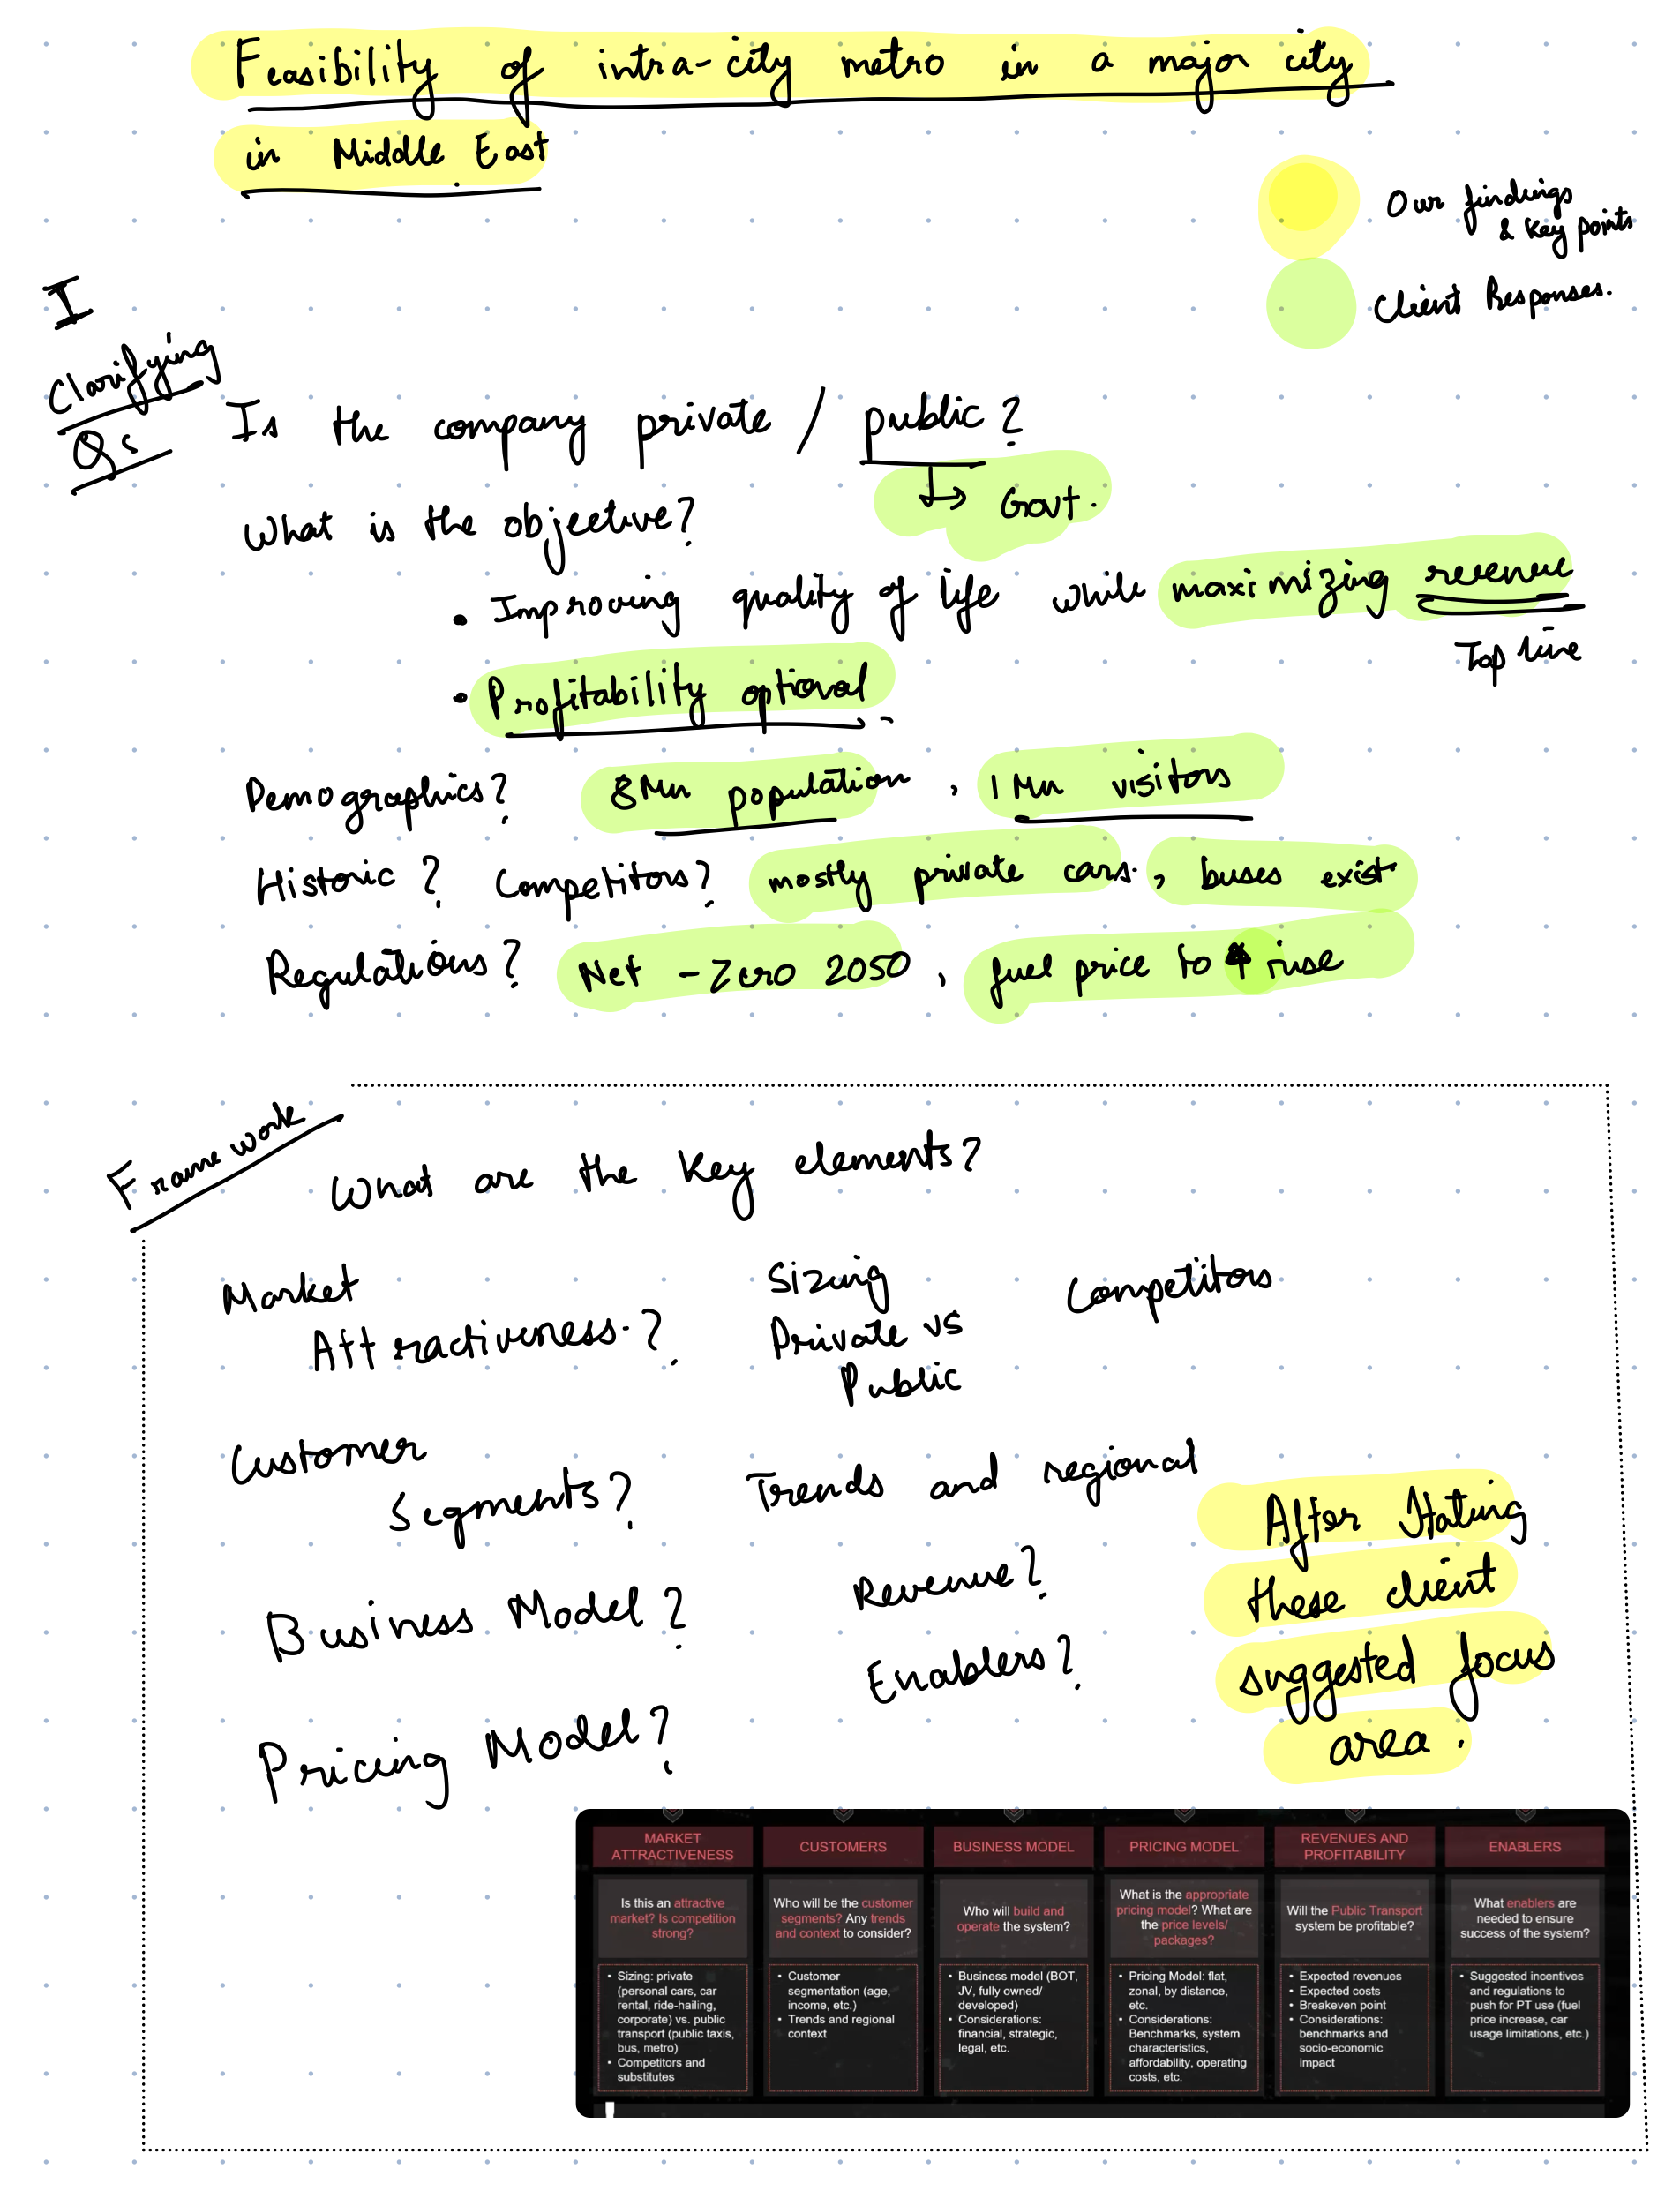 Feasibility of intra-city metro in a major city
in Middle East
Our findings
& key points
Client Responses.
I
Clarifying
Qs
Is the company private / public?
↳ Govt.
What is the objective?
• Improving quality of life while maximizing revenue
Top line
• Profitability optional
Demographics? 8Mn population, 1 Mn visitors
Historic? Competitors? mostly private cars, buses exist
Regulations? Net-Zero 2050, fuel price to ↑ rise
Framework
What are the key elements?
Market
Attractiveness?
Sizing
Private vs
Public
Competitors
Customer
Segments?
Trends and regional
Business Model?
Revenue?
Enablers?
Pricing Model?
After stating
these client
suggested focus
area.
MARKET
ATTRACTIVENESS
Is this an attractive
market? Is competition
strong?
• Sizing: private
(personal cars, car
rental, ride-hailing,
corporate) vs. public
transport (public taxis,
bus, metro)
• Competitors and
substitutes
CUSTOMERS
Who will be the customer
segments? Any trends
and context to consider?
• Customer
segmentation (age,
income, etc.)
• Trends and regional
context
BUSINESS MODEL
Who will build and
operate the system?
• Business model (BOT,
JV, fully owned/
developed)
• Considerations:
financial, strategic,
legal, etc.
PRICING MODEL
What is the appropriate
pricing model? What are
the price levels/
packages?
• Pricing Model: flat,
zonal, by distance,
etc.
• Considerations:
Benchmarks, system
characteristics,
affordability, operating
costs, etc.
REVENUES AND
PROFITABILITY
Will the Public Transport
system be profitable?
• Expected revenues
• Expected costs
• Breakeven point
• Considerations:
benchmarks and
socio-economic
impact
ENABLERS
What enablers are
needed to ensure
success of the system?
• Suggested incentives
and regulations to
push for PT use (fuel
price increase, car
usage limitations, etc.)